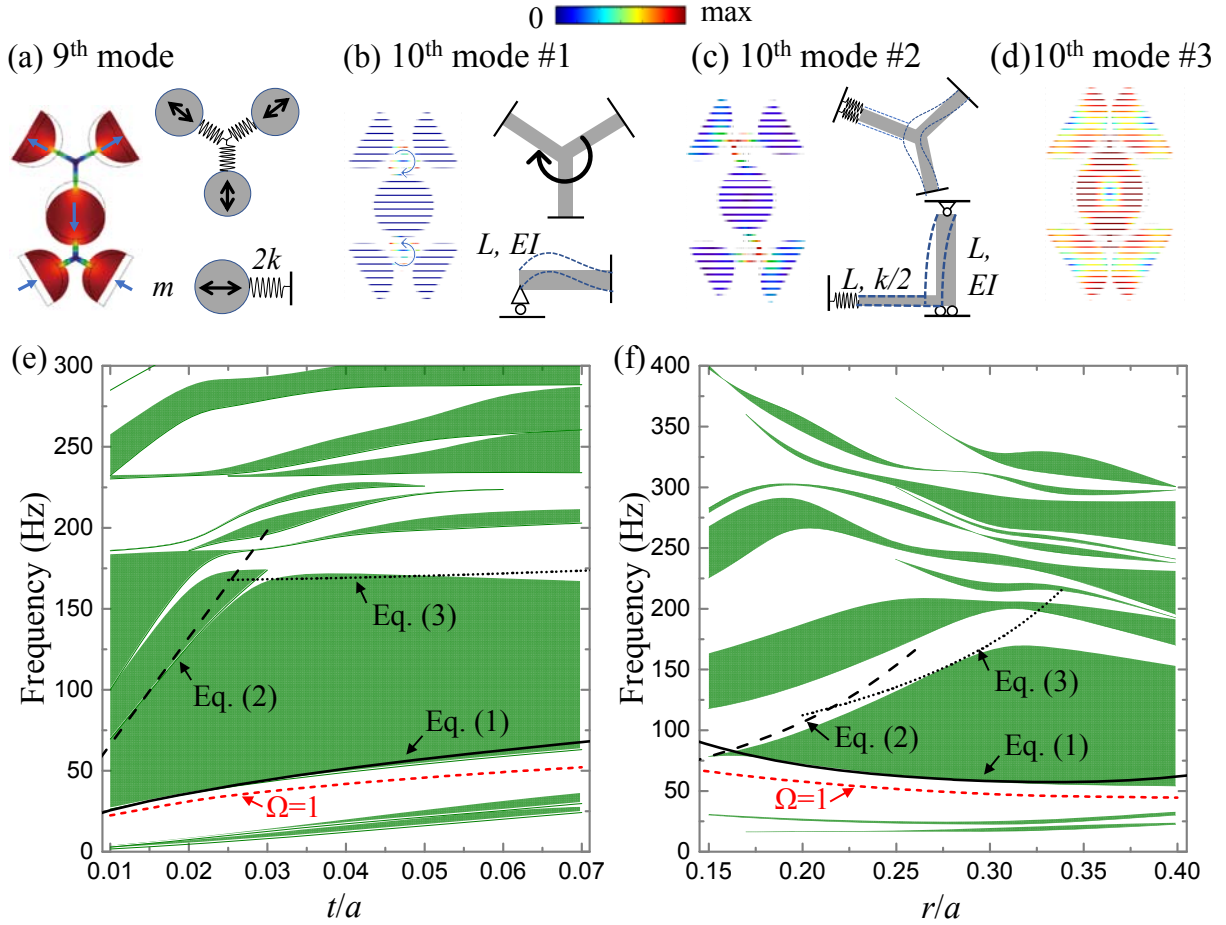 0 max
(a) 9th mode
(b) 10th mode #1
(c) 10th mode #2
(d)10th mode #3
m
2k
L, EI
L, k/2
L,
EI
(e)
300
250
200
150
100
50
0
Frequency (Hz)
Eq. (3)
Eq. (2)
Eq. (1)
Ω=1
0.01 0.02 0.03 0.04 0.05 0.06 0.07
t/a
(f)
400
350
300
250
200
150
100
50
0
Frequency (Hz)
Eq. (3)
Eq. (2)
Eq. (1)
Ω=1
0.15 0.20 0.25 0.30 0.35 0.40
r/a